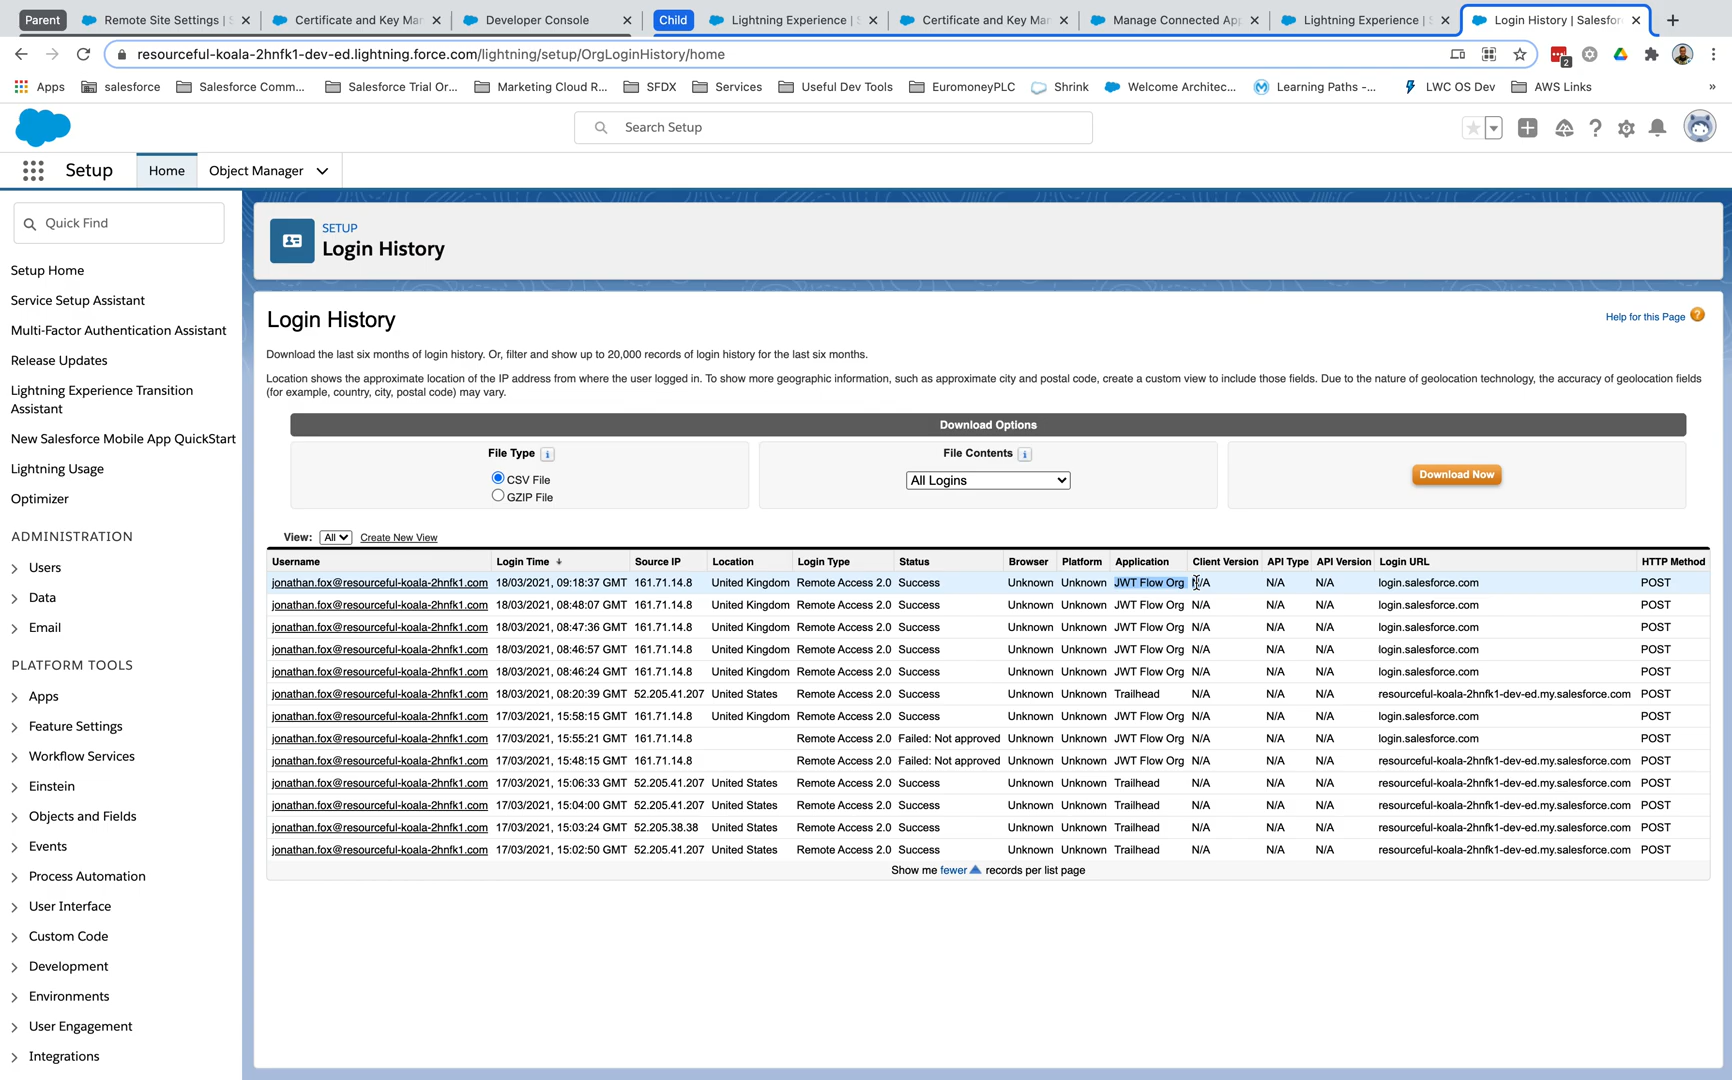 Parent
Remote Site Settings | S
Certificate and Key Man
Developer Console
Child
Lightning Experience | S
Certificate and Key Man
Manage Connected App
Lightning Experience | S
Login History | Salesfor
resourceful-koala-2hnfk1-dev-ed.lightning.force.com/lightning/setup/OrgLoginHistory/home
2
Apps salesforce Salesforce Comm... Salesforce Trial Or... Marketing Cloud R... SFDX Services Useful Dev Tools EuromoneyPLC Shrink Welcome Architec... Learning Paths -... LWC OS Dev AWS Links »
Search Setup
Setup Home Object Manager
Quick Find
Setup Home
Service Setup Assistant
Multi-Factor Authentication Assistant
Release Updates
Lightning Experience Transition
Assistant
New Salesforce Mobile App QuickStart
Lightning Usage
Optimizer
ADMINISTRATION
Users
Data
Email
PLATFORM TOOLS
Apps
Feature Settings
Workflow Services
Einstein
Objects and Fields
Events
Process Automation
User Interface
Custom Code
Development
Environments
User Engagement
Integrations
SETUP
Login History
Login History
Help for this Page ?
Download the last six months of login history. Or, filter and show up to 20,000 records of login history for the last six months.
Location shows the approximate location of the IP address from where the user logged in. To show more geographic information, such as approximate city and postal code, create a custom view to include those fields. Due to the nature of geolocation technology, the accuracy of geolocation fields
(for example, country, city, postal code) may vary.
Download Options
File Type i File Contents i
CSV File
GZIP File
All Logins
Download Now
View: All Create New View
Username Login Time Source IP Location Login Type Status Browser Platform Application Client Version API Type API Version Login URL HTTP Method
jonathan.fox@resourceful-koala-2hnfk1.com 18/03/2021, 09:18:37 GMT 161.71.14.8 United Kingdom Remote Access 2.0 Success Unknown Unknown JWT Flow Org N/A N/A N/A login.salesforce.com POST
jonathan.fox@resourceful-koala-2hnfk1.com 18/03/2021, 08:48:07 GMT 161.71.14.8 United Kingdom Remote Access 2.0 Success Unknown Unknown JWT Flow Org N/A N/A N/A login.salesforce.com POST
jonathan.fox@resourceful-koala-2hnfk1.com 18/03/2021, 08:47:36 GMT 161.71.14.8 United Kingdom Remote Access 2.0 Success Unknown Unknown JWT Flow Org N/A N/A N/A login.salesforce.com POST
jonathan.fox@resourceful-koala-2hnfk1.com 18/03/2021, 08:46:57 GMT 161.71.14.8 United Kingdom Remote Access 2.0 Success Unknown Unknown JWT Flow Org N/A N/A N/A login.salesforce.com POST
jonathan.fox@resourceful-koala-2hnfk1.com 18/03/2021, 08:46:24 GMT 161.71.14.8 United Kingdom Remote Access 2.0 Success Unknown Unknown JWT Flow Org N/A N/A N/A login.salesforce.com POST
jonathan.fox@resourceful-koala-2hnfk1.com 18/03/2021, 08:20:39 GMT 52.205.41.207 United States Remote Access 2.0 Success Unknown Unknown Trailhead N/A N/A N/A resourceful-koala-2hnfk1-dev-ed.my.salesforce.com POST
jonathan.fox@resourceful-koala-2hnfk1.com 17/03/2021, 15:58:15 GMT 161.71.14.8 United Kingdom Remote Access 2.0 Success Unknown Unknown JWT Flow Org N/A N/A N/A login.salesforce.com POST
jonathan.fox@resourceful-koala-2hnfk1.com 17/03/2021, 15:55:21 GMT 161.71.14.8 Remote Access 2.0 Failed: Not approved Unknown Unknown JWT Flow Org N/A N/A N/A login.salesforce.com POST
jonathan.fox@resourceful-koala-2hnfk1.com 17/03/2021, 15:48:15 GMT 161.71.14.8 Remote Access 2.0 Failed: Not approved Unknown Unknown JWT Flow Org N/A N/A N/A resourceful-koala-2hnfk1-dev-ed.my.salesforce.com POST
jonathan.fox@resourceful-koala-2hnfk1.com 17/03/2021, 15:06:33 GMT 52.205.41.207 United States Remote Access 2.0 Success Unknown Unknown Trailhead N/A N/A N/A resourceful-koala-2hnfk1-dev-ed.my.salesforce.com POST
jonathan.fox@resourceful-koala-2hnfk1.com 17/03/2021, 15:04:00 GMT 52.205.41.207 United States Remote Access 2.0 Success Unknown Unknown Trailhead N/A N/A N/A resourceful-koala-2hnfk1-dev-ed.my.salesforce.com POST
jonathan.fox@resourceful-koala-2hnfk1.com 17/03/2021, 15:03:24 GMT 52.205.38.38 United States Remote Access 2.0 Success Unknown Unknown Trailhead N/A N/A N/A resourceful-koala-2hnfk1-dev-ed.my.salesforce.com POST
jonathan.fox@resourceful-koala-2hnfk1.com 17/03/2021, 15:02:50 GMT 52.205.41.207 United States Remote Access 2.0 Success Unknown Unknown Trailhead N/A N/A N/A resourceful-koala-2hnfk1-dev-ed.my.salesforce.com POST
Show me fewer records per list page